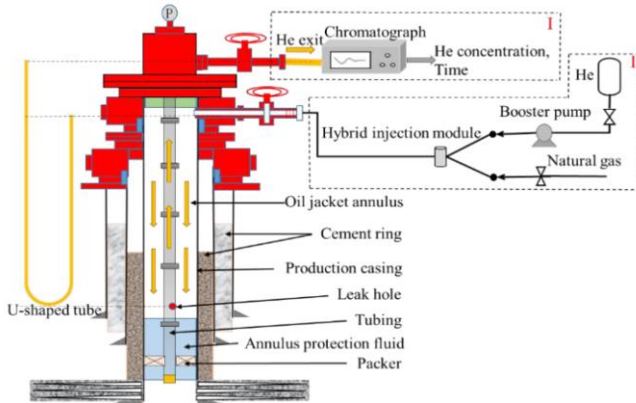 P
He exit
Chromatograph
I
He concentration,
Time
I
He
Booster pump
Hybrid injection module
Natural gas
Oil jacket annulus
Cement ring
Production casing
Leak hole
U-shaped tube
Tubing
Annulus protection fluid
Packer